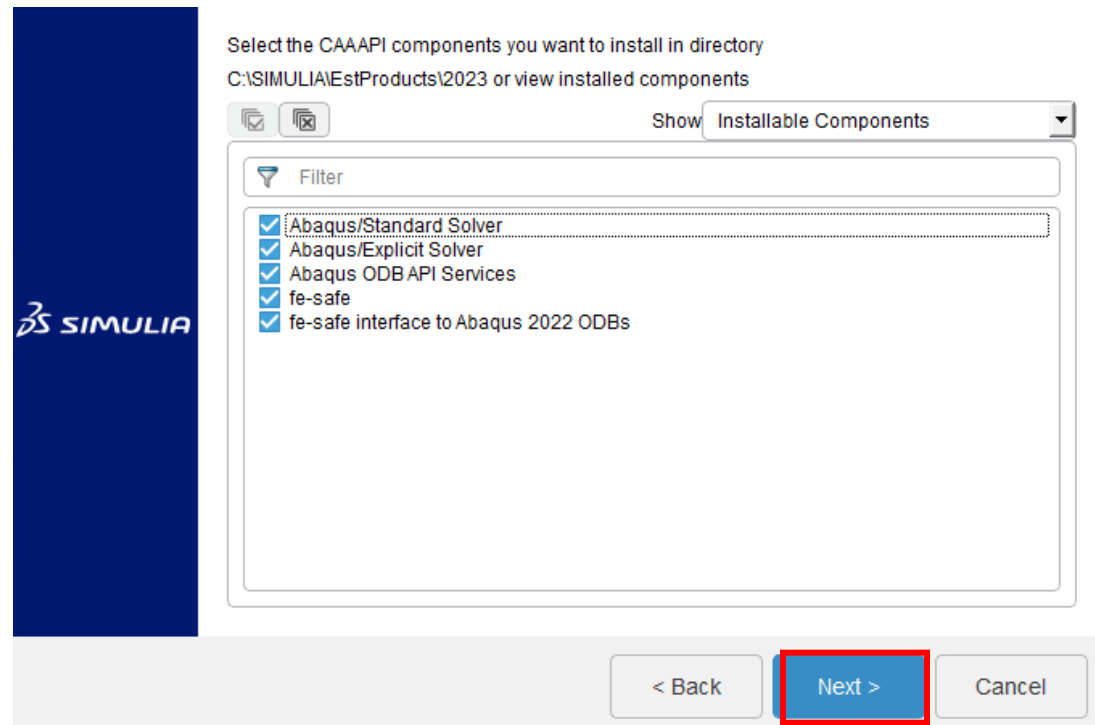 Select the CAAAPI components you want to install in directory
C:\SIMULIA\EstProducts\2023 or view installed components
Show Installable Components
Filter
Abaqus/Standard Solver
Abaqus/Explicit Solver
Abaqus ODB API Services
fe-safe
fe-safe interface to Abaqus 2022 ODBs
3DS SIMULIA
< Back Next > Cancel